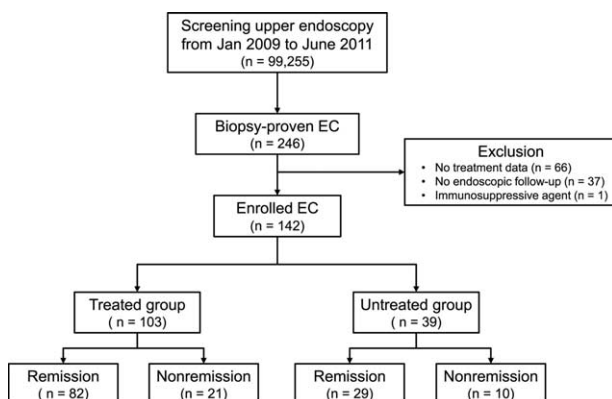 Screening upper endoscopy
from Jan 2009 to June 2011
(n = 99,255)
Biopsy-proven EC
(n = 246)
Exclusion
• No treatment data (n = 66)
• No endoscopic follow-up (n = 37)
• Immunosuppressive agent (n = 1)
Enrolled EC
(n = 142)
Treated group
( n = 103)
Untreated group
( n = 39)
Remission
(n = 82)
Nonremission
(n = 21)
Remission
(n = 29)
Nonremission
(n = 10)